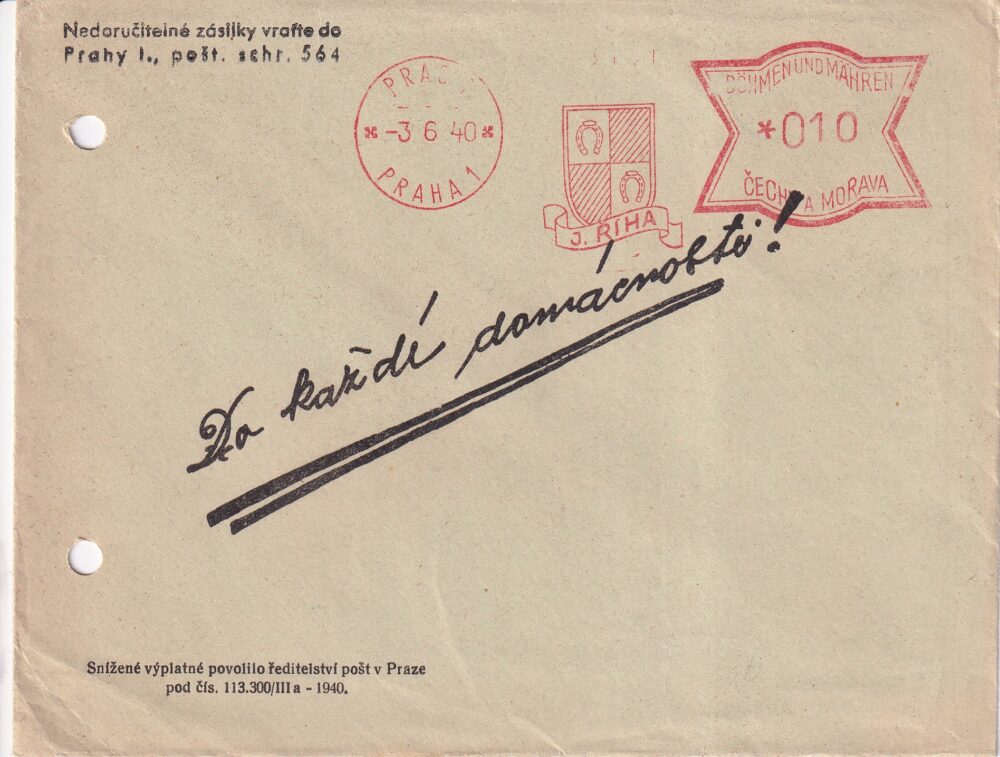 Nedoručitelné zásilky vraťte do
Prahy I., pošt. schr. 564
PRAG
-3 6 40
PRAHA 1
J. ŘÍHA
BÖHMEN UND MÄHREN
*010
ČECHY A MORAVA
Do každé domácnosti!
Snížené výplatné povolilo ředitelství pošt v Praze
pod čís. 113.300/III a - 1940.